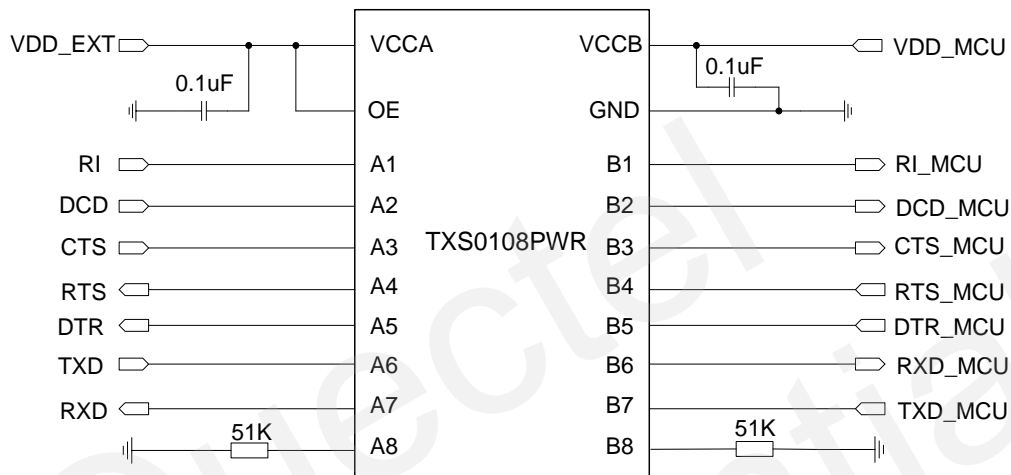 VDD_EXT VCCA VCCB VDD_MCU
0.1uF 0.1uF
OE GND
RI A1 B1 RI_MCU
DCD A2 B2 DCD_MCU
CTS A3 TXS0108PWR B3 CTS_MCU
RTS A4 B4 RTS_MCU
DTR A5 B5 DTR_MCU
TXD A6 B6 RXD_MCU
RXD A7 B7 TXD_MCU
51K A8 B8 51K
Quectel